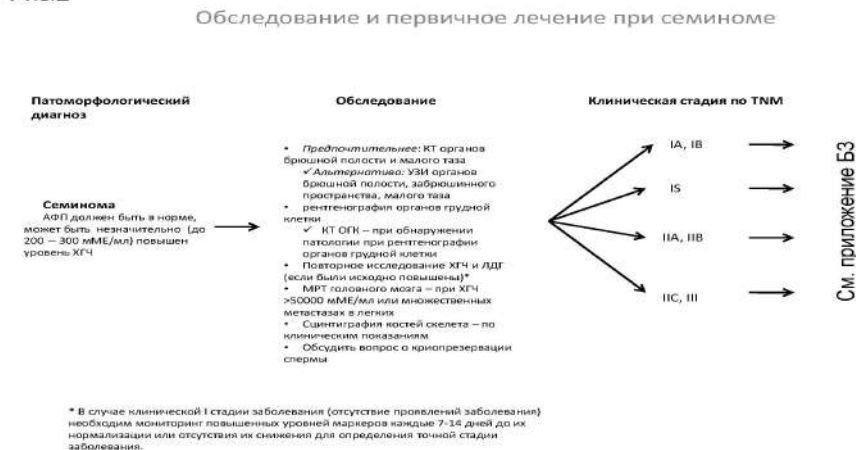 Обследование и первичное лечение при семиноме
Патоморфологический
диагноз
Обследование
Клиническая стадия по TNM
Семинома
АФП должен быть в норме,
может быть незначительно (до
200 – 300 мМЕ/мл) повышен
уровень ХГЧ
• Предпочтительнее: КТ органов
брюшной полости и малого таза
✓Альтернатива: УЗИ органов
брюшной полости, забрюшинного
пространства, малого таза
• рентгенография органов грудной
клетки
✓ КТ ОГК – при обнаружении
патологии при рентгенографии
органов грудной клетки
• Повторное исследование ХГЧ и ЛДГ
(если были исходно повышены)*
• МРТ головного мозга – при ХГЧ
>50000 мМЕ/мл или множественных
метастазах в легких
• Сцинтиграфия костей скелета – по
клиническим показаниям
• Обсудить вопрос о криопрезервации
спермы
IA, IB
IS
IIA, IIB
IIC, III
См. приложение Б3
* В случае клинической I стадии заболевания (отсутствие проявлений заболевания)
необходим мониторинг повышенных уровней маркеров каждые 7-14 дней до их
нормализации или отсутствия их снижения для определения точной стадии
заболевания.